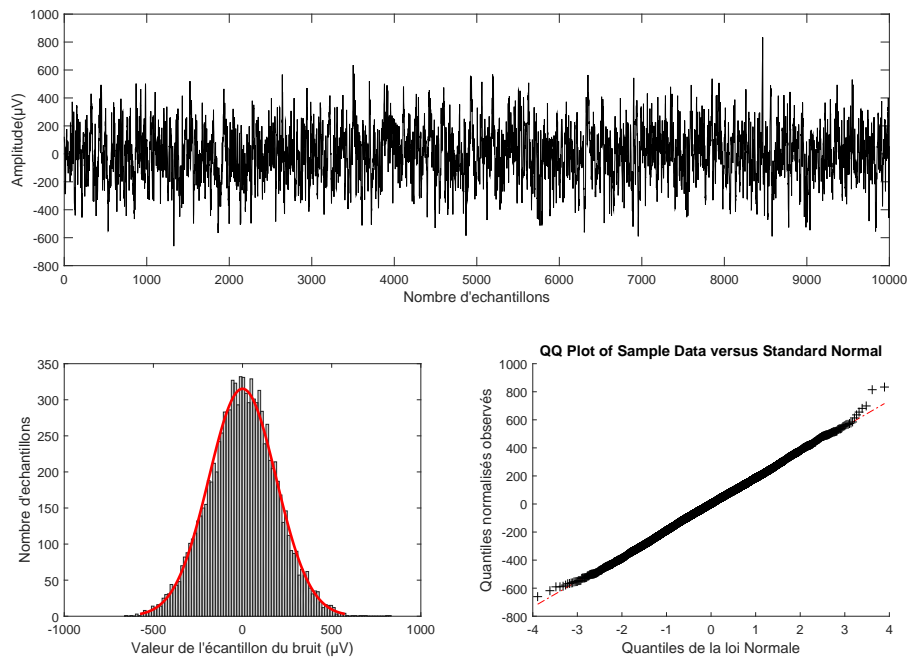 1000
800
600
400
200
0
-200
-400
-600
-800
Amplitude(µV)
0 1000 2000 3000 4000 5000 6000 7000 8000 9000 10000
Nombre d'echantillons
350
300
250
200
150
100
50
0
Nombre d'echantillons
-1000 -500 0 500 1000
Valeur de l'écantillon du bruit (µV)
QQ Plot of Sample Data versus Standard Normal
1000
800
600
400
200
0
-200
-400
-600
-800
Quantiles normalisés observés
-4 -3 -2 -1 0 1 2 3 4
Quantiles de la loi Normale